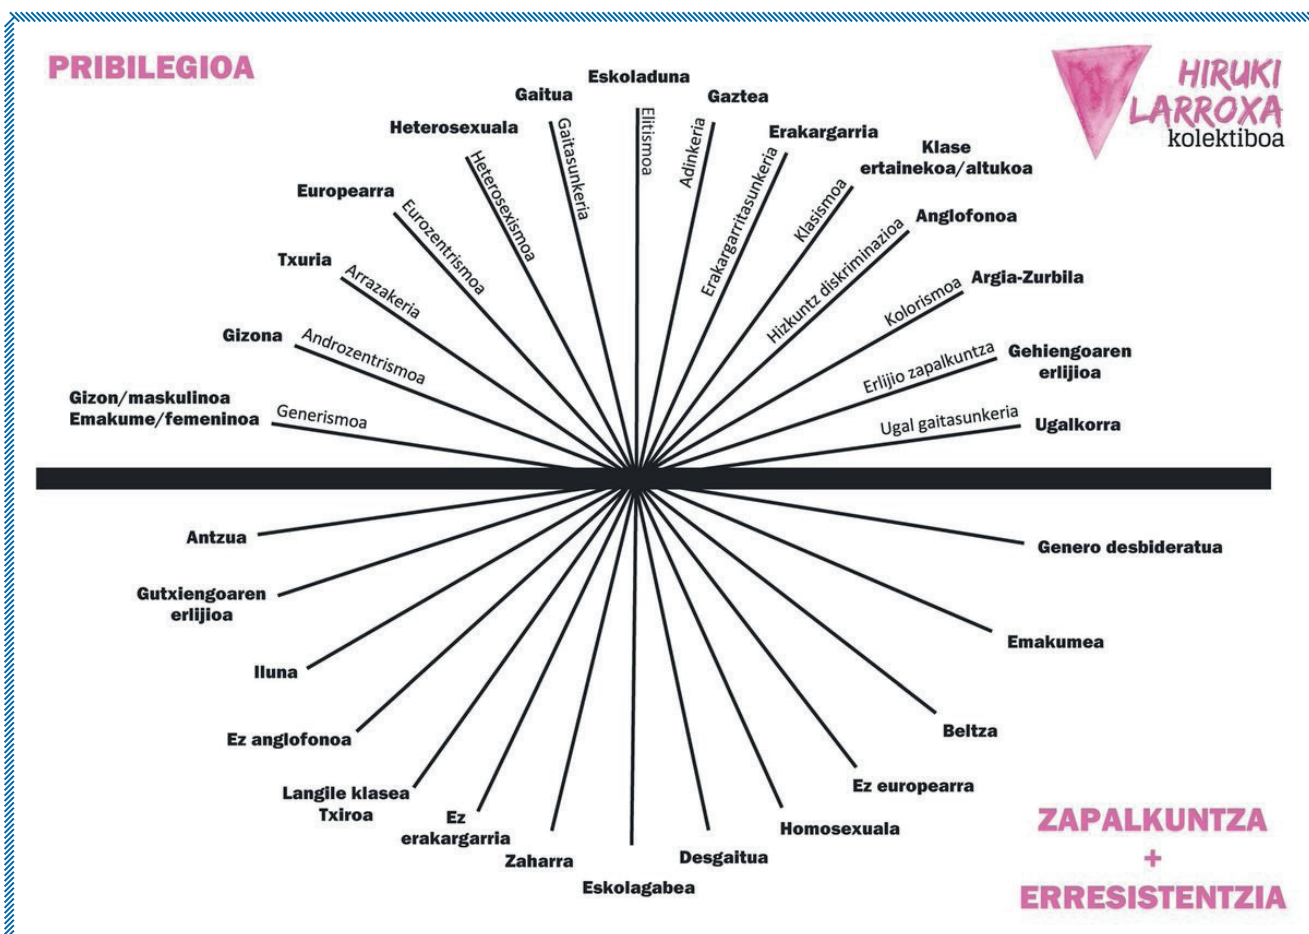 PRIBILEGIOA
HIRUKI
LARROXA
kolektiboa
Eskoladuna
Gaitua
Gaztea
Heterosexuala
Erakargarria
Klase
ertainekoa/altukoa
Europearra
Anglofonoa
Txuria
Argia-Zurbila
Gizona
Gehiengoaren
erlijioa
Gizon/maskulinoa
Emakume/femeninoa
Ugalkorra
Generismoa
Androzentrismoa
Arrazakeria
Eurozentrismoa
Heterosexismoa
Gaitasunkeria
Elitismoa
Adinkeria
Erakargarritasunkeria
Klasismoa
Hizkuntz diskriminazioa
Kolorismoa
Erlijio zapalkuntza
Ugal gaitasunkeria
Antzua
Genero desbideratua
Gutxiengoaren
erlijioa
Emakumea
Iluna
Beltza
Ez anglofonoa
Ez europearra
Langile klasea
Txiroa
Ez
erakargarria
Homosexuala
Zaharra
Desgaitua
Eskolagabea
ZAPALKUNTZA
+
ERRESISTENTZIA